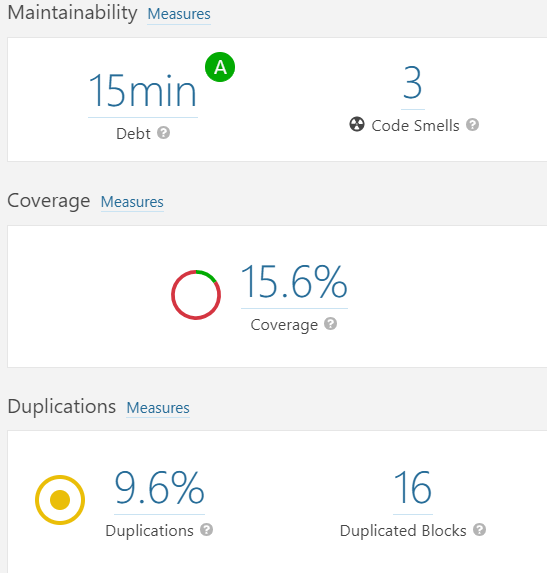 Maintainability Measures
15min A 3
Debt ? Code Smells ?
Coverage Measures
15.6%
Coverage ?
Duplications Measures
9.6% 16
Duplications ? Duplicated Blocks ?